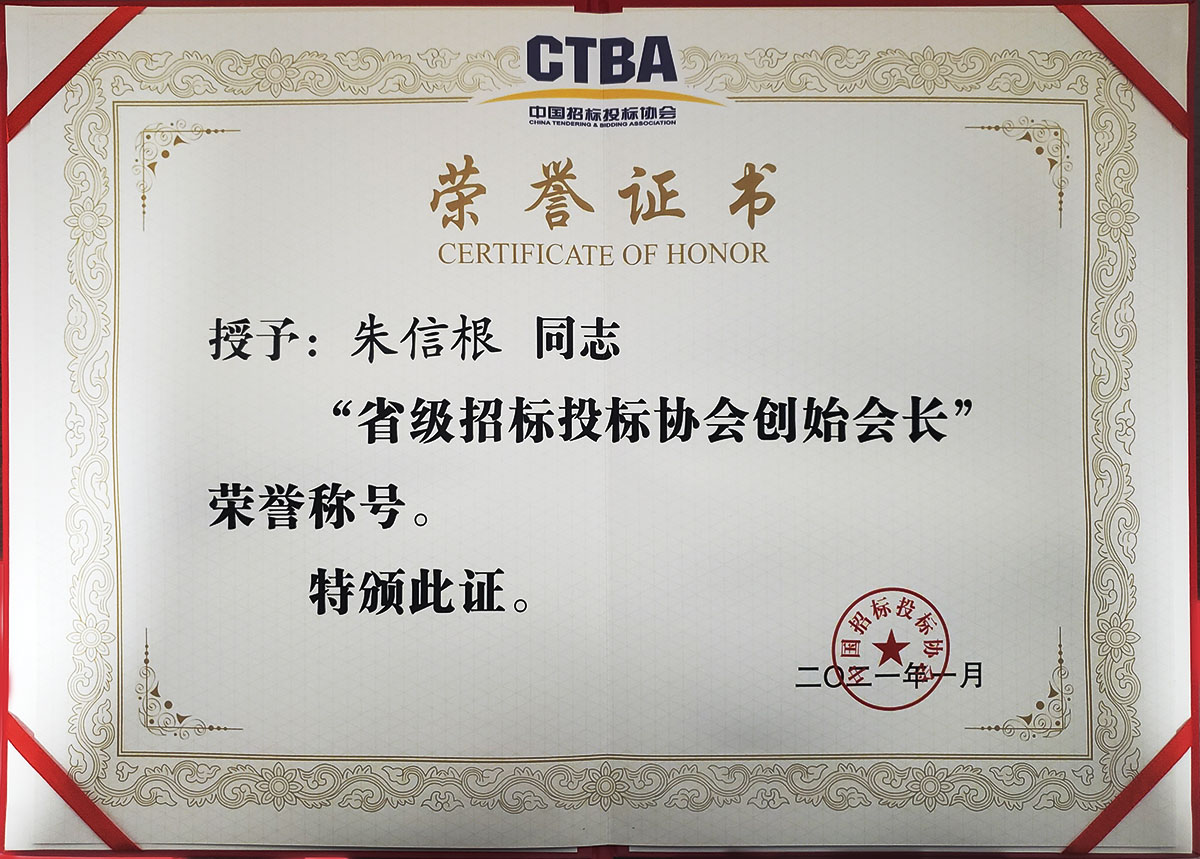 CTBA
中国招标投标协会
CHINA TENDERING & BIDDING ASSOCIATION
荣誉证书
CERTIFICATE OF HONOR
授予：朱信根 同志
“省级招标投标协会创始会长”
荣誉称号。
特颁此证。
中国招标投标协会
二〇二一年一月